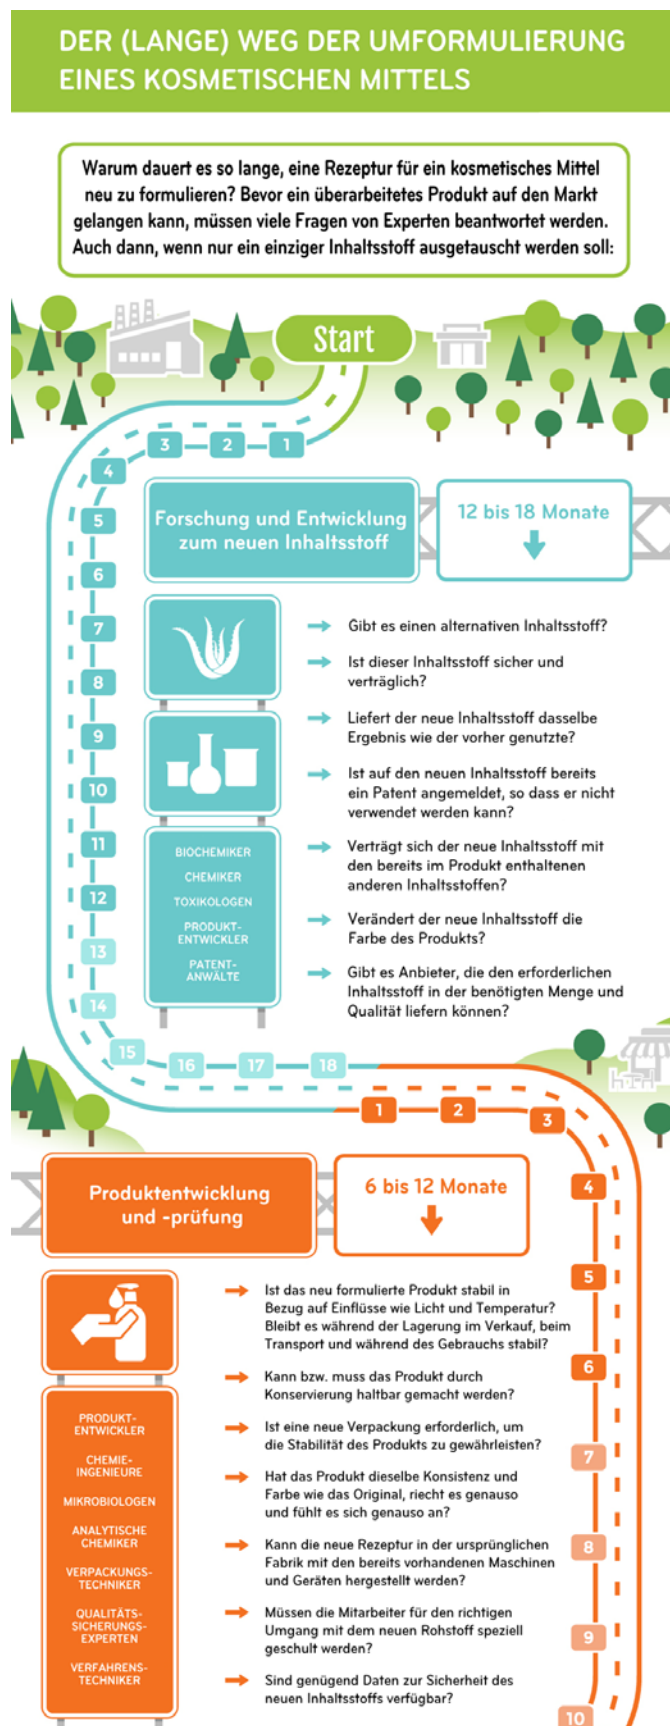 DER (LANGE) WEG DER UMFORMULIERUNG
EINES KOSMETISCHEN MITTELS
Warum dauert es so lange, eine Rezeptur für ein kosmetisches Mittel
neu zu formulieren? Bevor ein überarbeitetes Produkt auf den Markt
gelangen kann, müssen viele Fragen von Experten beantwortet werden.
Auch dann, wenn nur ein einziger Inhaltsstoff ausgetauscht werden soll:
Start
1
2
3
4
5
6
7
8
9
10
11
12
13
14
15
16
17
18
Forschung und Entwicklung
zum neuen Inhaltsstoff
12 bis 18 Monate
BIOCHEMIKER
CHEMIKER
TOXIKOLOGEN
PRODUKT-
ENTWICKLER
PATENT-
ANWÄLTE
Gibt es einen alternativen Inhaltsstoff?
Ist dieser Inhaltsstoff sicher und
verträglich?
Liefert der neue Inhaltsstoff dasselbe
Ergebnis wie der vorher genutzte?
Ist auf den neuen Inhaltsstoff bereits
ein Patent angemeldet, so dass er nicht
verwendet werden kann?
Verträgt sich der neue Inhaltsstoff mit
den bereits im Produkt enthaltenen
anderen Inhaltsstoffen?
Verändert der neue Inhaltsstoff die
Farbe des Produkts?
Gibt es Anbieter, die den erforderlichen
Inhaltsstoff in der benötigten Menge und
Qualität liefern können?
1
2
3
4
5
6
7
8
9
10
Produktentwicklung
und -prüfung
6 bis 12 Monate
PRODUKT-
ENTWICKLER
CHEMIE-
INGENIEURE
MIKROBIOLOGEN
ANALYTISCHE
CHEMIKER
VERPACKUNGS-
TECHNIKER
QUALITÄTS-
SICHERUNGS-
EXPERTEN
VERFAHRENS-
TECHNIKER
Ist das neu formulierte Produkt stabil in
Bezug auf Einflüsse wie Licht und Temperatur?
Bleibt es während der Lagerung im Verkauf, beim
Transport und während des Gebrauchs stabil?
Kann bzw. muss das Produkt durch
Konservierung haltbar gemacht werden?
Ist eine neue Verpackung erforderlich, um
die Stabilität des Produkts zu gewährleisten?
Hat das Produkt dieselbe Konsistenz und
Farbe wie das Original, riecht es genauso
und fühlt es sich genauso an?
Kann die neue Rezeptur in der ursprünglichen
Fabrik mit den bereits vorhandenen Maschinen
und Geräten hergestellt werden?
Müssen die Mitarbeiter für den richtigen
Umgang mit dem neuen Rohstoff speziell
geschult werden?
Sind genügend Daten zur Sicherheit des
neuen Inhaltsstoffs verfügbar?